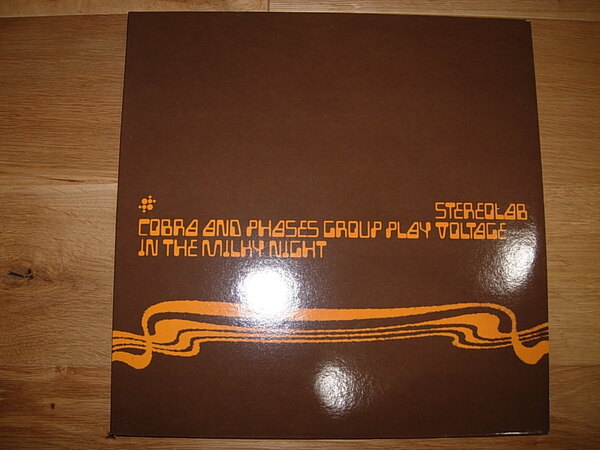 STEREOLAB
COBRA AND PHASES GROUP PLAY VOLTAGE
IN THE MILKY NIGHT